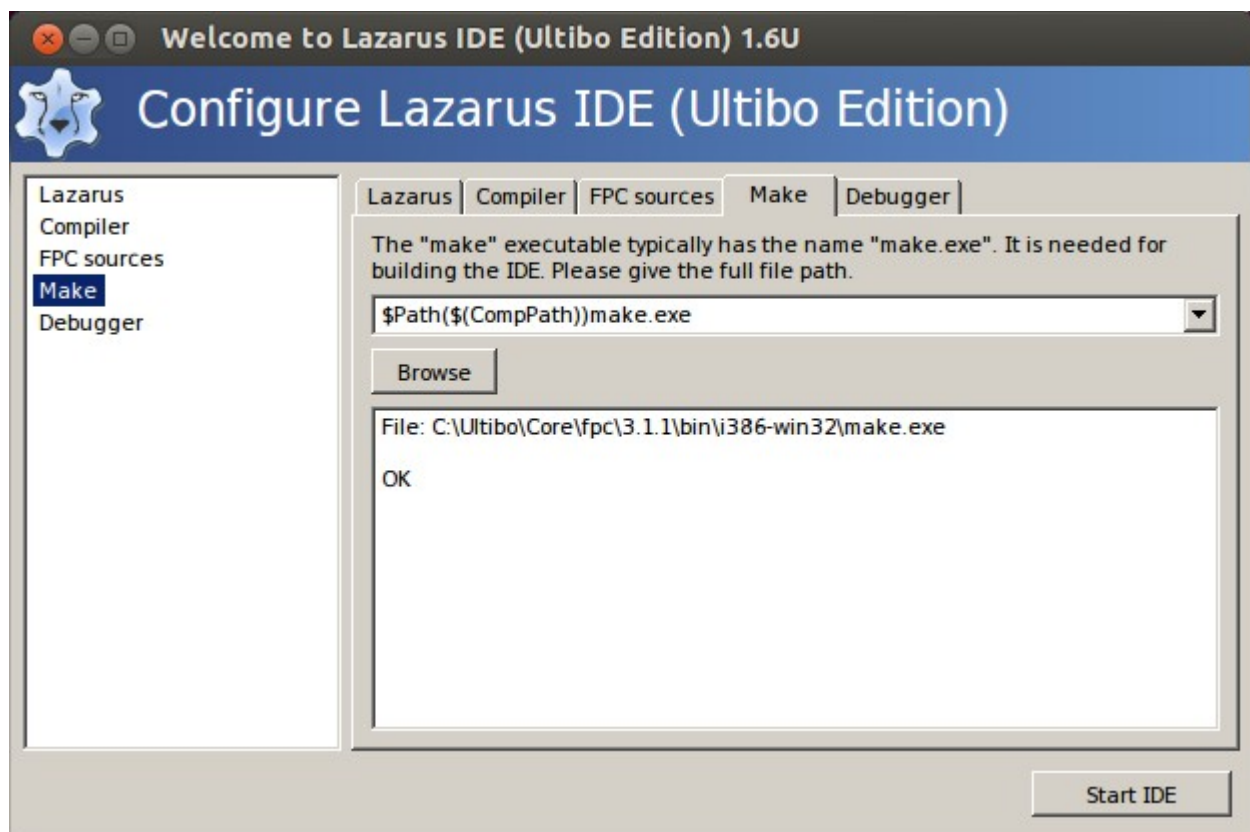 Welcome to Lazarus IDE (Ultibo Edition) 1.6U
Configure Lazarus IDE (Ultibo Edition)
Lazarus
Compiler
FPC sources
Make
Debugger
Lazarus Compiler FPC sources Make Debugger
The "make" executable typically has the name "make.exe". It is needed for
building the IDE. Please give the full file path.
$Path($(CompPath))make.exe
Browse
File: C:\Ultibo\Core\fpc\3.1.1\bin\i386-win32\make.exe
OK
Start IDE